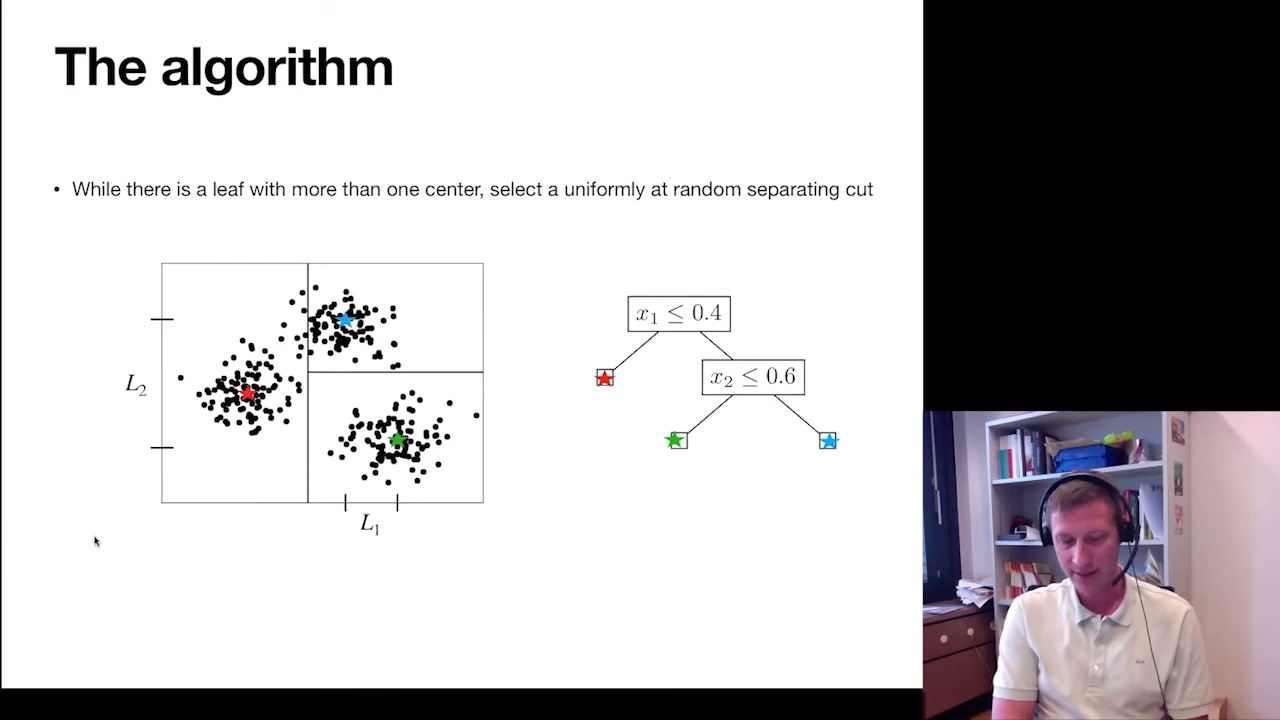 The algorithm
• While there is a leaf with more than one center, select a uniformly at random separating cut
L₂
L₁
x₁ ≤ 0.4
x₂ ≤ 0.6